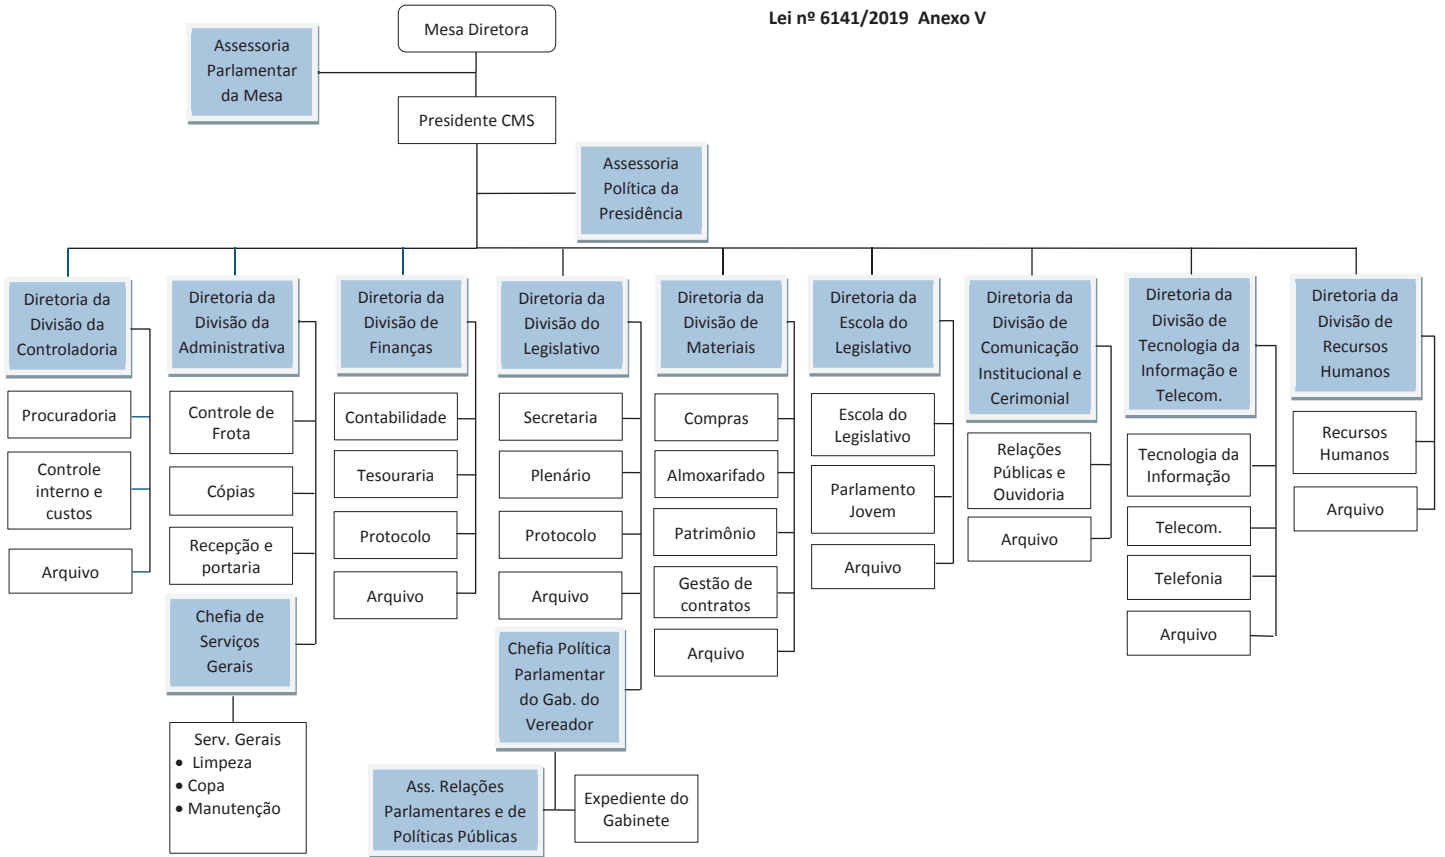 Lei nº 6141/2019 Anexo V
Mesa Diretora
Assessoria
Parlamentar
da Mesa
Presidente CMS
Assessoria
Política da
Presidência
Diretoria da
Divisão da
Controladoria
Procuradoria
Controle
interno e
custos
Arquivo
Diretoria da
Divisão da
Administrativa
Controle de
Frota
Cópias
Recepção e
portaria
Chefia de
Serviços
Gerais
Serv. Gerais
• Limpeza
• Copa
• Manutenção
Diretoria da
Divisão de
Finanças
Contabilidade
Tesouraria
Protocolo
Arquivo
Diretoria da
Divisão do
Legislativo
Secretaria
Plenário
Protocolo
Arquivo
Chefia Política
Parlamentar
do Gab. do
Vereador
Ass. Relações
Parlamentares e de
Políticas Públicas
Expediente do
Gabinete
Diretoria da
Divisão de
Materiais
Compras
Almoxarifado
Patrimônio
Gestão de
contratos
Arquivo
Diretoria da
Escola do
Legislativo
Escola do
Legislativo
Parlamento
Jovem
Arquivo
Diretoria da
Divisão de
Comunicação
Institucional e
Cerimonial
Relações
Públicas e
Ouvidoria
Arquivo
Diretoria da
Divisão de
Tecnologia da
Informação e
Telecom.
Tecnologia da
Informação
Telecom.
Telefonia
Arquivo
Diretoria da
Divisão de
Recursos
Humanos
Recursos
Humanos
Arquivo